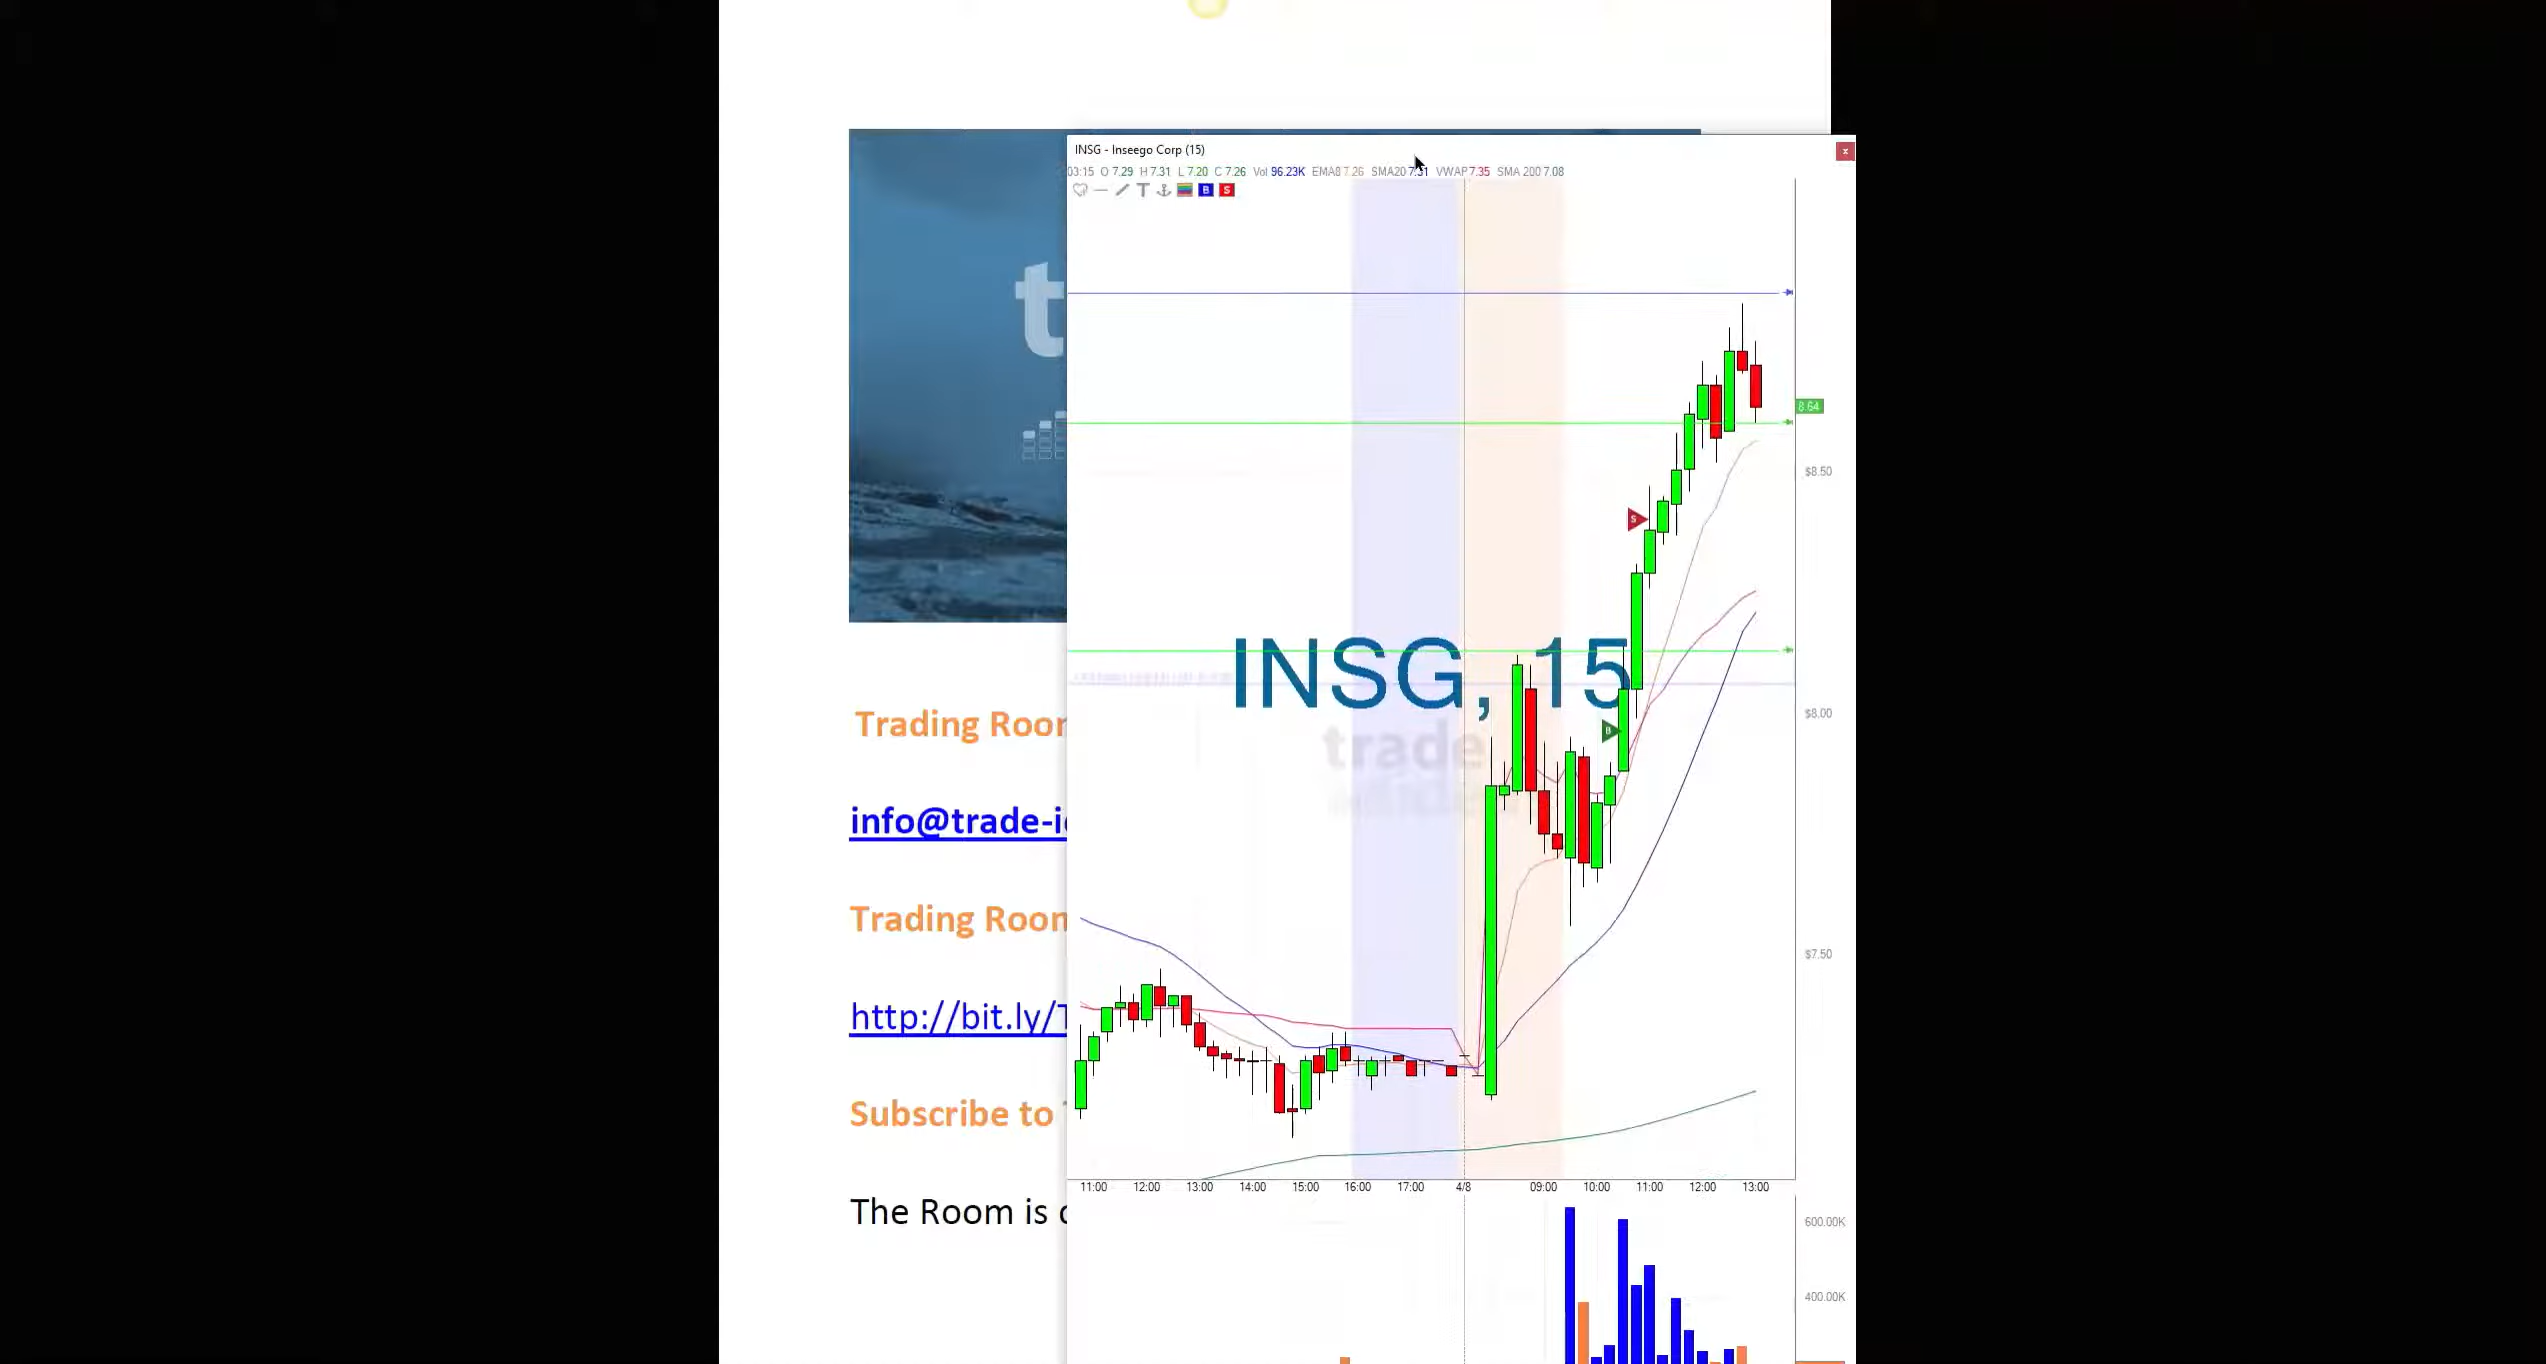 t
INSG - Inseego Corp (15)
03:15 O 7.29 H 7.31 L 7.20 C 7.26 Vol 96.23K EMA8 7.26 SMA20 7.31 VWAP 7.35 SMA 200 7.08
T B S
8.64
$8.50
S
INSG, 15
$8.00
B
trade
Trading Roor
info@trade-i
$7.50
Trading Roor
http://bit.ly/T
Subscribe to
11:00 12:00 13:00 14:00 15:00 16:00 17:00 4/8 09:00 10:00 11:00 12:00 13:00
The Room is
600.00K
400.00K